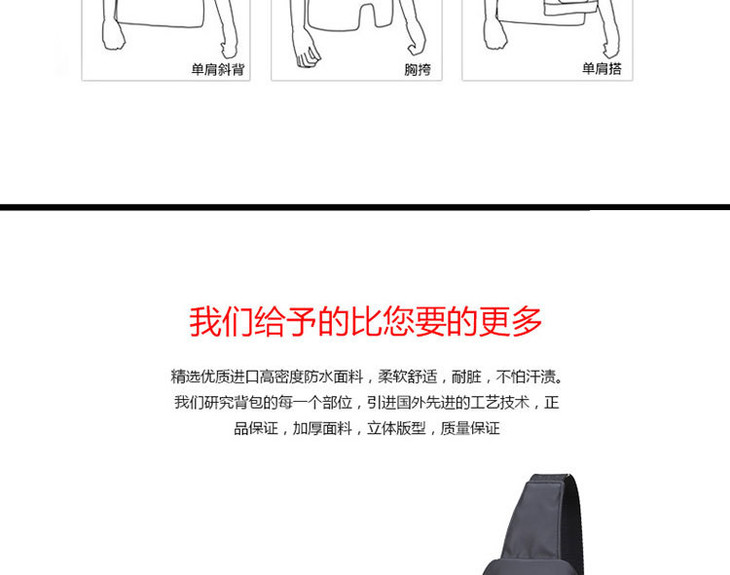 单肩斜背
胸挎
单肩搭
我们给予的比您要的更多
精选优质进口高密度防水面料，柔软舒适，耐脏，不怕汗渍。
我们研究背包的每一个部位，引进国外先进的工艺技术，正
品保证，加厚面料，立体版型，质量保证